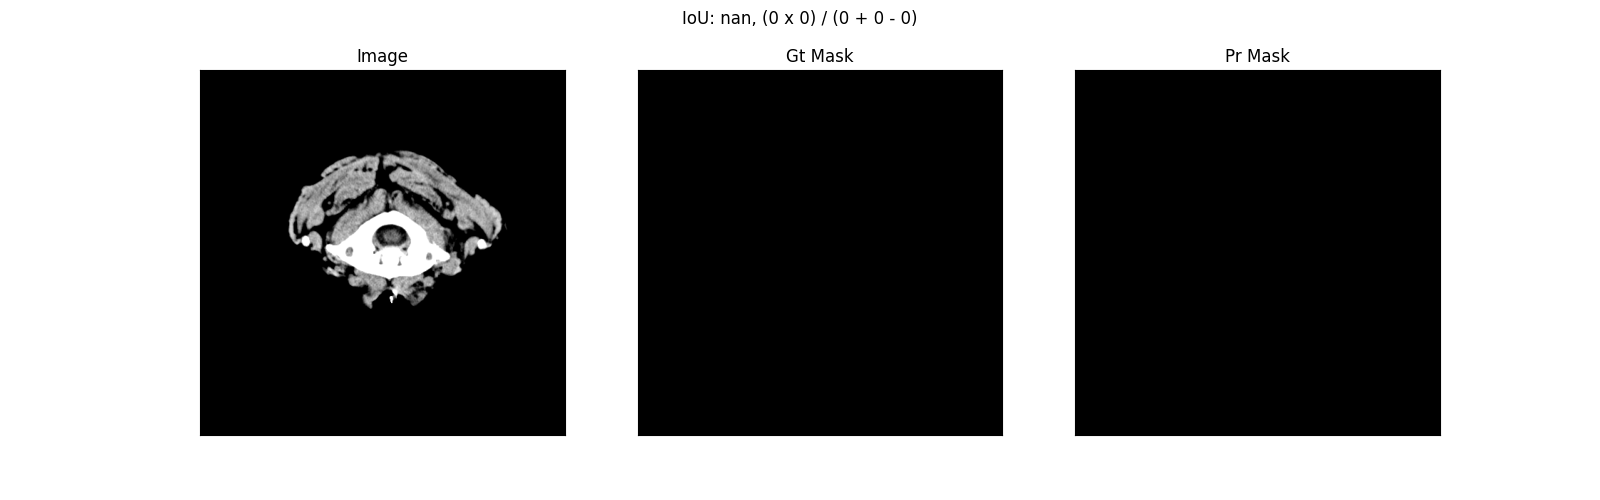 IoU: nan, (0 x 0) / (0 + 0 - 0)
Image
Gt Mask
Pr Mask